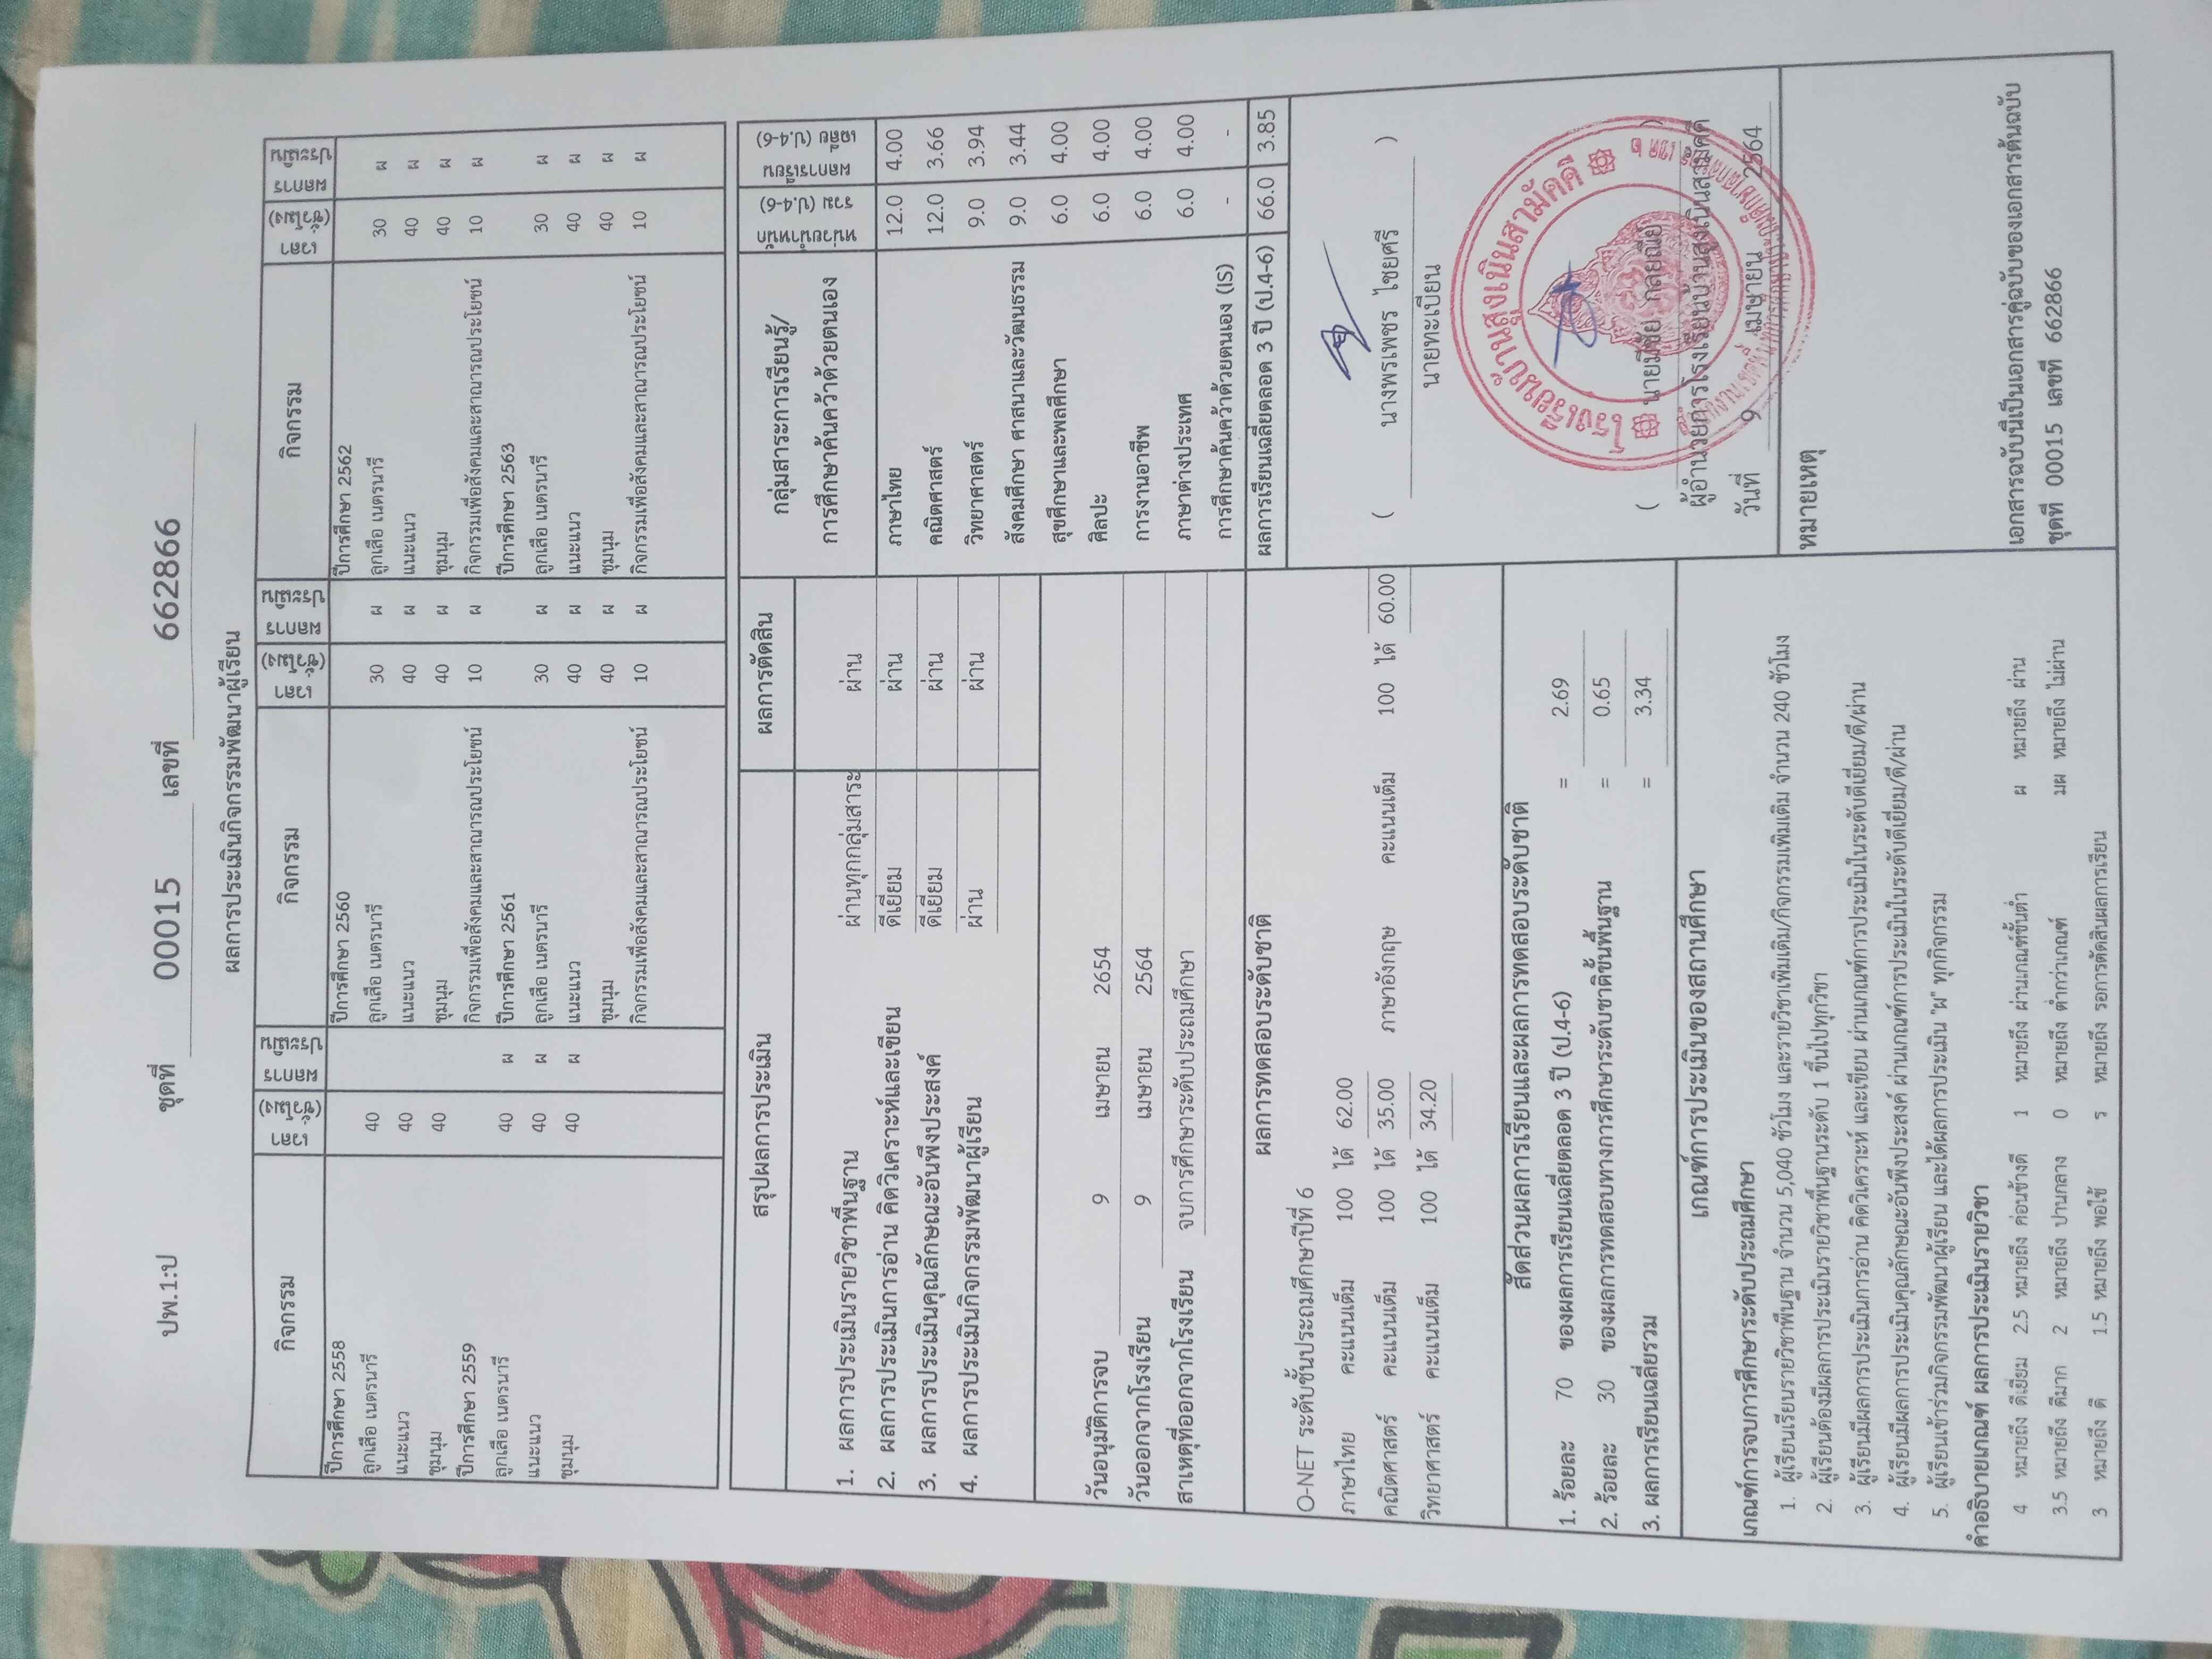 ปพ.1:ป ชุดที่ 00015 เลขที่ 662866
ผลการประเมินกิจกรรมพัฒนาผู้เรียน
กิจกรรม เวลา (ชั่วโมง) ผลการประเมิน กิจกรรม เวลา (ชั่วโมง) ผลการประเมิน กิจกรรม เวลา (ชั่วโมง) ผลการประเมิน
ปีการศึกษา 2558 ปีการศึกษา 2560 ปีการศึกษา 2562
ลูกเสือ เนตรนารี 40 ลูกเสือ เนตรนารี 30 ผ ลูกเสือ เนตรนารี 30 ผ
แนะแนว 40 แนะแนว 40 ผ แนะแนว 40 ผ
ชุมนุม 40 ชุมนุม 40 ผ ชุมนุม 40 ผ
ปีการศึกษา 2559 กิจกรรมเพื่อสังคมและสาณารณประโยชน์ 10 ผ กิจกรรมเพื่อสังคมและสาณารณประโยชน์ 10 ผ
ลูกเสือ เนตรนารี 40 ผ ปีการศึกษา 2561 ปีการศึกษา 2563
แนะแนว 40 ผ ลูกเสือ เนตรนารี 30 ผ ลูกเสือ เนตรนารี 30 ผ
ชุมนุม 40 ผ แนะแนว 40 ผ แนะแนว 40 ผ
ชุมนุม 40 ผ ชุมนุม 40 ผ
กิจกรรมเพื่อสังคมและสาณารณประโยชน์ 10 ผ กิจกรรมเพื่อสังคมและสาณารณประโยชน์ 10 ผ
สรุปผลการประเมิน ผลการตัดสิน
1. ผลการประเมินรายวิชาพื้นฐาน ผ่านทุกกลุ่มสาระ ผ่าน
2. ผลการประเมินการอ่าน คิดวิเคราะห์และเขียน ดีเยี่ยม ผ่าน
3. ผลการประเมินคุณลักษณะอันพึงประสงค์ ดีเยี่ยม ผ่าน
4. ผลการประเมินกิจกรรมพัฒนาผู้เรียน ผ่าน ผ่าน
วันอนุมัติการจบ 9 เมษายน 2654
วันออกจากโรงเรียน 9 เมษายน 2564
สาเหตุที่ออกจากโรงเรียน จบการศึกษาระดับประถมศึกษา
ผลการทดสอบระดับชาติ
O-NET ระดับชั้นประถมศึกษาปีที่ 6
ภาษาไทย คะแนนเต็ม 100 ได้ 62.00
คณิตศาสตร์ คะแนนเต็ม 100 ได้ 35.00 ภาษาอังกฤษ คะแนนเต็ม 100 ได้ 60.00
วิทยาศาสตร์ คะแนนเต็ม 100 ได้ 34.20
สัดส่วนผลการเรียนและผลการทดสอบระดับชาติ
1. ร้อยละ 70 ของผลการเรียนเฉลี่ยตลอด 3 ปี (ป.4-6) = 2.69
2. ร้อยละ 30 ของผลการทดสอบทางการศึกษาระดับชาติขั้นพื้นฐาน = 0.65
3. ผลการเรียนเฉลี่ยรวม = 3.34
กลุ่มสาระการเรียนรู้/
การศึกษาค้นคว้าด้วยตนเอง
หน่วยน้ำหนัก รวม (ป.4-6)
ผลการเรียน เฉลี่ย (ป.4-6)
ภาษาไทย 12.0 4.00
คณิตศาสตร์ 12.0 3.66
วิทยาศาสตร์ 9.0 3.94
สังคมศึกษา ศาสนาและวัฒนธรรม 9.0 3.44
สุขศึกษาและพลศึกษา 6.0 4.00
ศิลปะ 6.0 4.00
การงานอาชีพ 6.0 4.00
ภาษาต่างประเทศ 6.0 4.00
การศึกษาค้นคว้าด้วยตนเอง (IS) - -
ผลการเรียนเฉลี่ยตลอด 3 ปี (ป.4-6) 66.0 3.85
( นางพรเพชร ไชยศรี )
นายทะเบียน
โรงเรียนบ้านสูงเนินสามัคคี
( นายมีชัย )
ผู้อำนวยการโรงเรียนบ้านสูงเนินสามัคคี
วันที่ 9 เมษายน 2564
เกณฑ์การประเมินของสถานศึกษา
เกณฑ์การจบการศึกษาระดับประถมศึกษา
1. ผู้เรียนเรียนรายวิชาพื้นฐาน จำนวน 5,040 ชั่วโมง และรายวิชาเพิ่มเติม/กิจกรรมเพิ่มเติม จำนวน 240 ชั่วโมง
2. ผู้เรียนต้องมีผลการประเมินรายวิชาพื้นฐานระดับ 1 ขึ้นไปทุกวิชา
3. ผู้เรียนมีผลการประเมินการอ่าน คิดวิเคราะห์ และเขียน ผ่านเกณฑ์การประเมินในระดับดีเยี่ยม/ดี/ผ่าน
4. ผู้เรียนมีผลการประเมินคุณลักษณะอันพึงประสงค์ ผ่านเกณฑ์การประเมินในระดับดีเยี่ยม/ดี/ผ่าน
5. ผู้เรียนเข้าร่วมกิจกรรมพัฒนาผู้เรียน และได้ผลการประเมิน "ผ" ทุกกิจกรรม
คำอธิบายเกณฑ์ ผลการประเมินรายวิชา
4 หมายถึง ดีเยี่ยม 2.5 หมายถึง ค่อนข้างดี 1 หมายถึง ผ่านเกณฑ์ขั้นต่ำ ผ หมายถึง ผ่าน
3.5 หมายถึง ดีมาก 2 หมายถึง ปานกลาง 0 หมายถึง ต่ำกว่าเกณฑ์ มผ หมายถึง ไม่ผ่าน
3 หมายถึง ดี 1.5 หมายถึง พอใช้ ร หมายถึง รอการตัดสินผลการเรียน
หมายเหตุ
เอกสารฉบับนี้เป็นเอกสารคู่ฉบับของเอกสารต้นฉบับ
ชุดที่ 00015 เลขที่ 662866